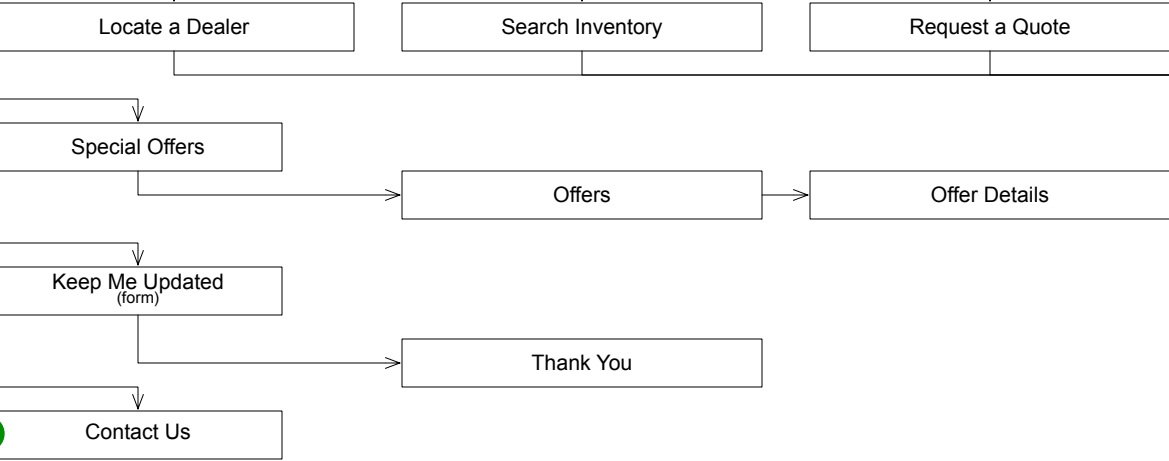 Locate a Dealer
Search Inventory
Request a Quote
Special Offers
Offers
Offer Details
Keep Me Updated
(form)
Thank You
Contact Us